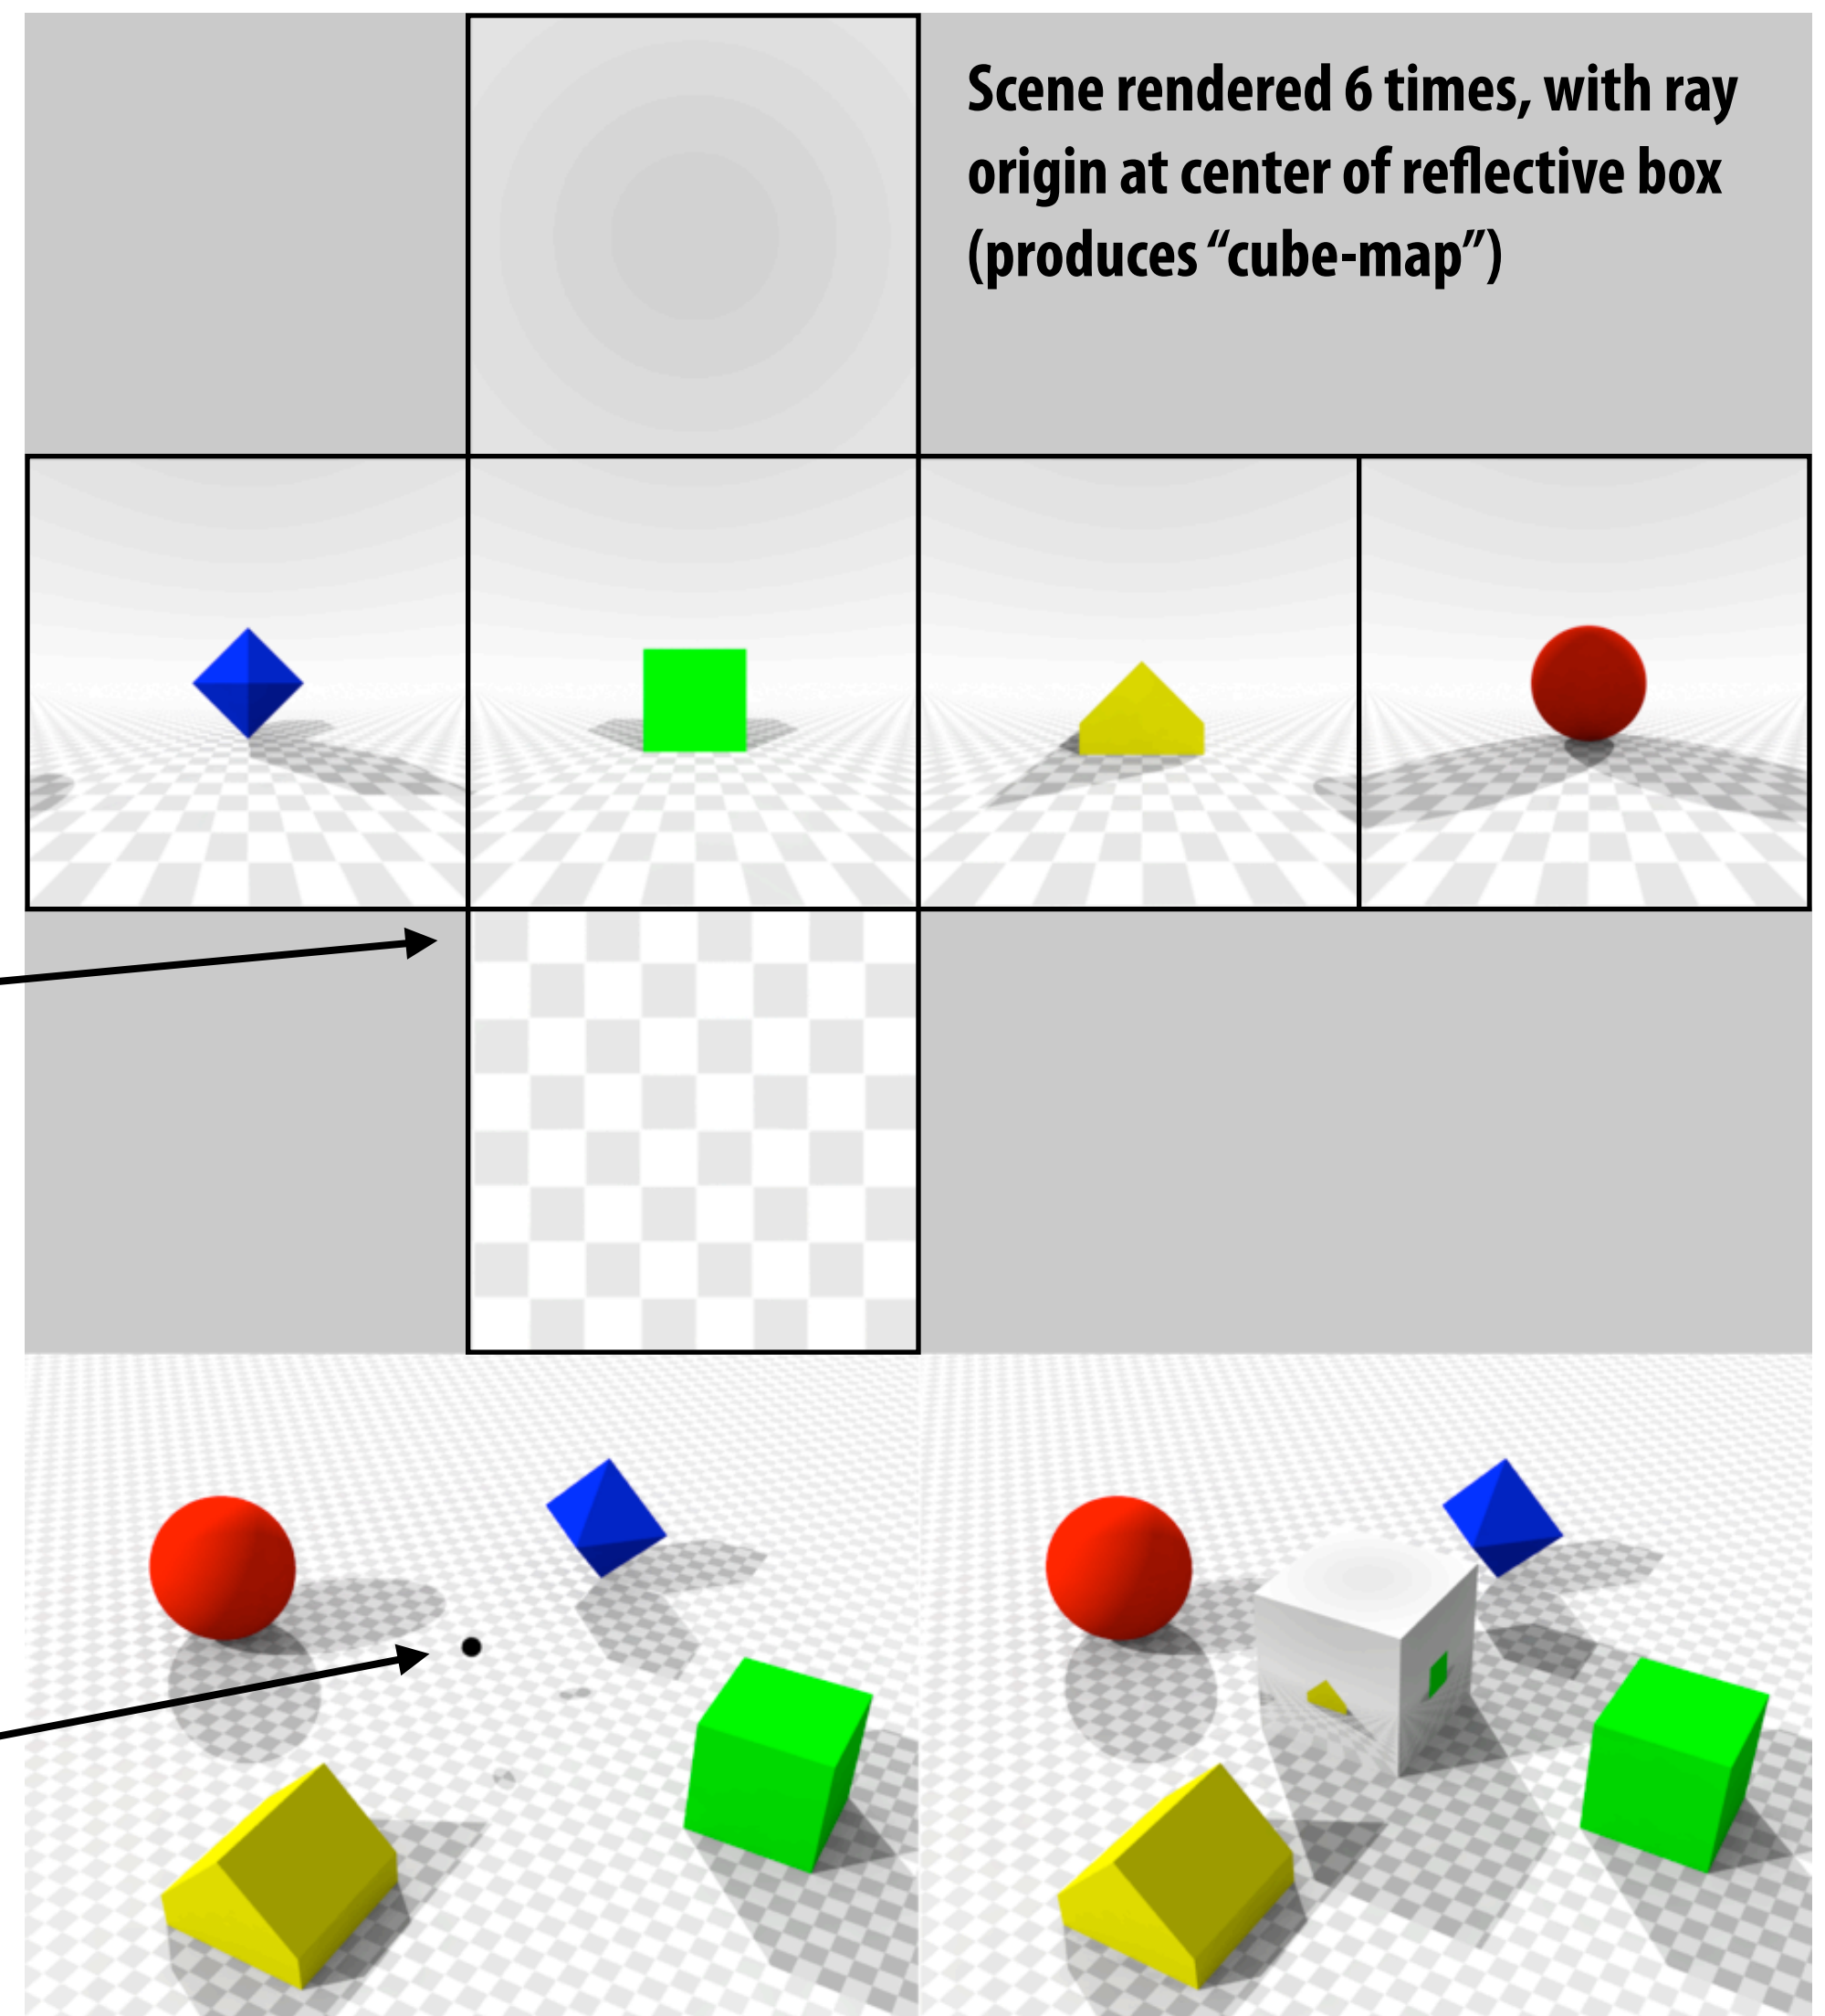 Scene rendered 6 times, with ray
origin at center of reflective box
(produces “cube-map”)